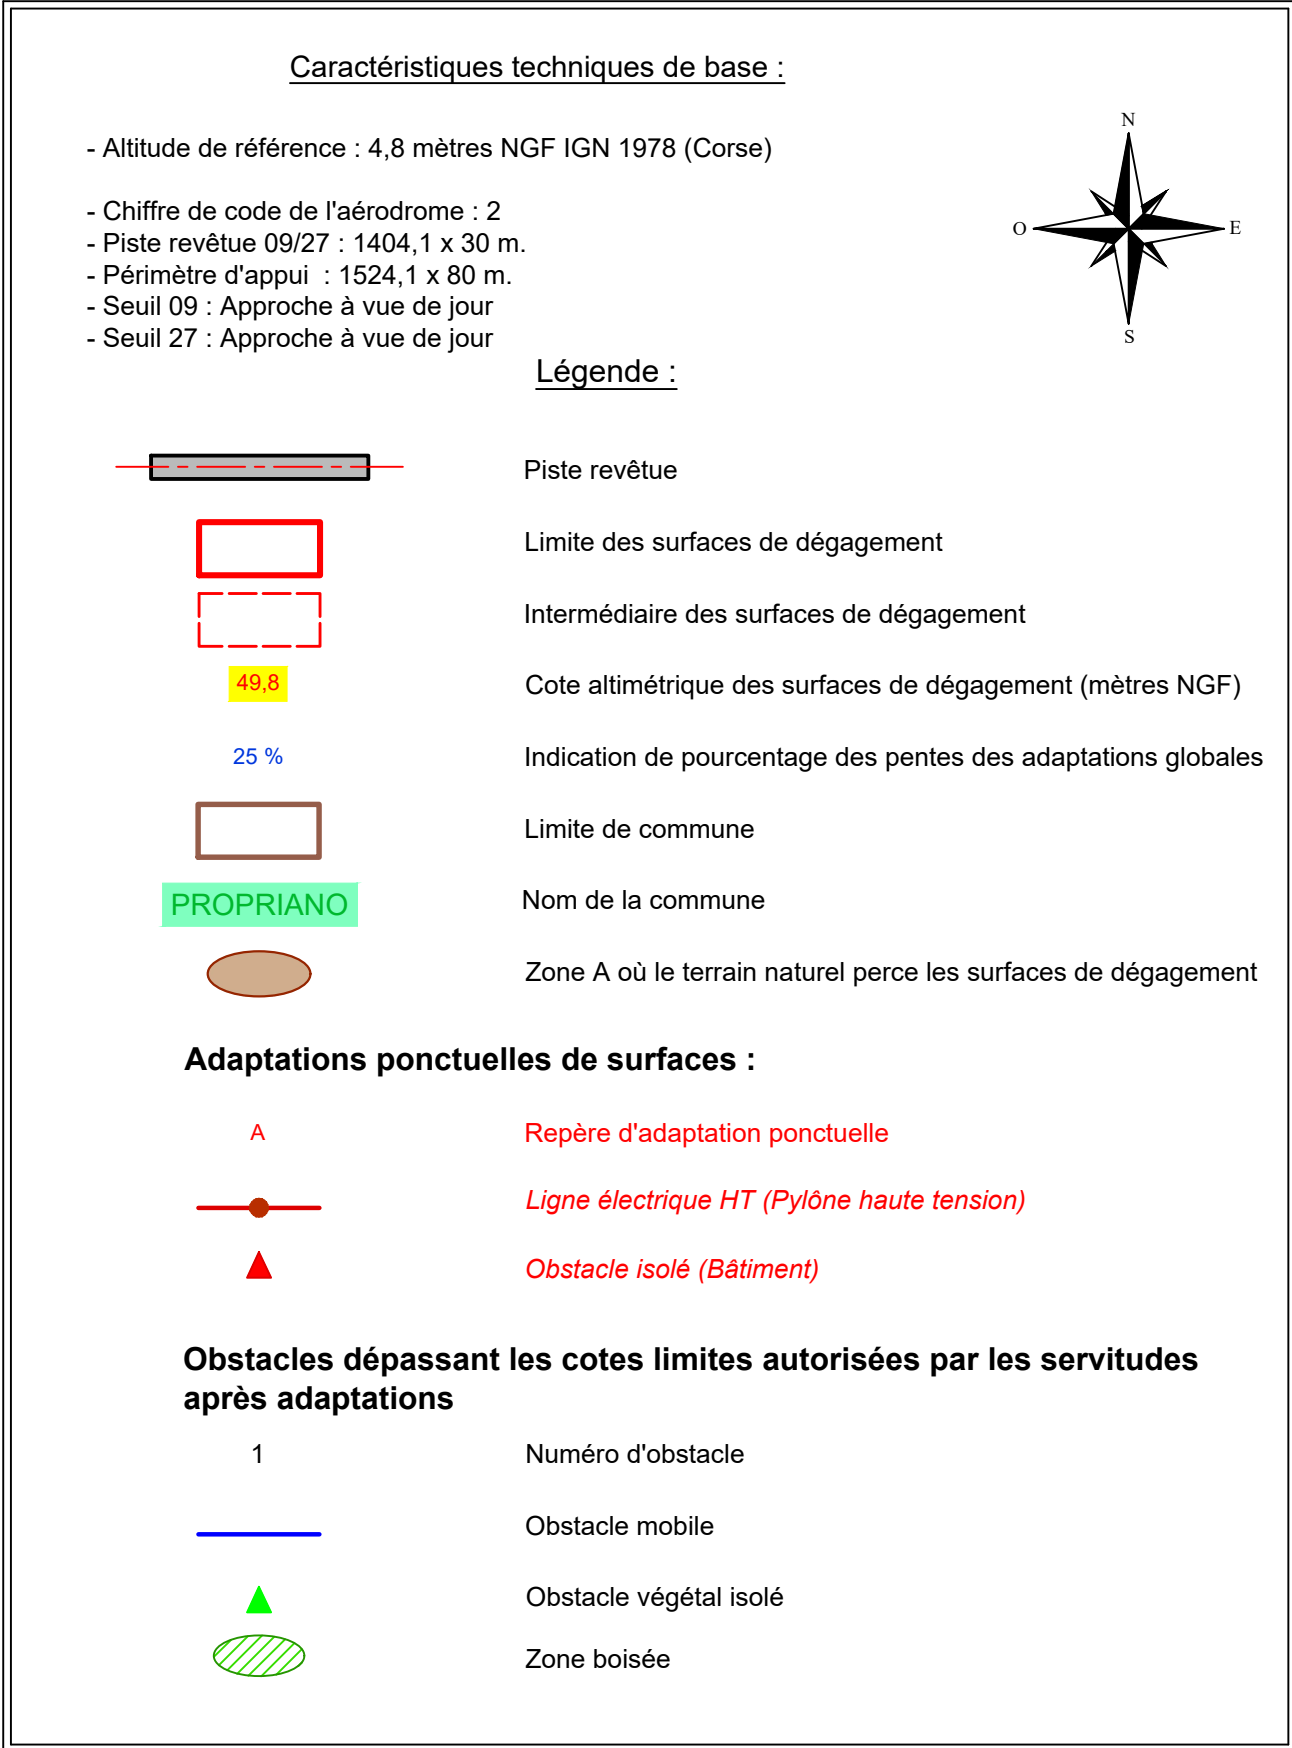 Caractéristiques techniques de base :
- Altitude de référence : 4,8 mètres NGF IGN 1978 (Corse)
- Chiffre de code de l'aérodrome : 2
- Piste revêtue 09/27 : 1404,1 x 30 m.
- Périmètre d'appui : 1524,1 x 80 m.
- Seuil 09 : Approche à vue de jour
- Seuil 27 : Approche à vue de jour
N
O
E
S
Légende :
Piste revêtue
Limite des surfaces de dégagement
Intermédiaire des surfaces de dégagement
49,8 Cote altimétrique des surfaces de dégagement (mètres NGF)
25 % Indication de pourcentage des pentes des adaptations globales
Limite de commune
PROPRIANO Nom de la commune
Zone A où le terrain naturel perce les surfaces de dégagement
Adaptations ponctuelles de surfaces :
A Repère d'adaptation ponctuelle
Ligne électrique HT (Pylône haute tension)
Obstacle isolé (Bâtiment)
Obstacles dépassant les cotes limites autorisées par les servitudes
après adaptations
1 Numéro d'obstacle
Obstacle mobile
Obstacle végétal isolé
Zone boisée